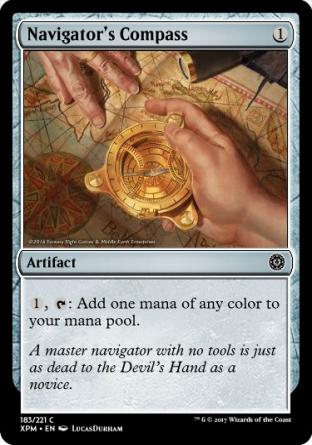 Navigator's Compass 1
©2016 Fantasy Flight Games & Middle Earth Enterprises
Artifact
1, : Add one mana of any color to
your mana pool.
A master navigator with no tools is just
as dead to the Devil's Hand as a
novice.
183/221 C
XPM • EN LucasDurham
™ & © 2017 Wizards of the Coast